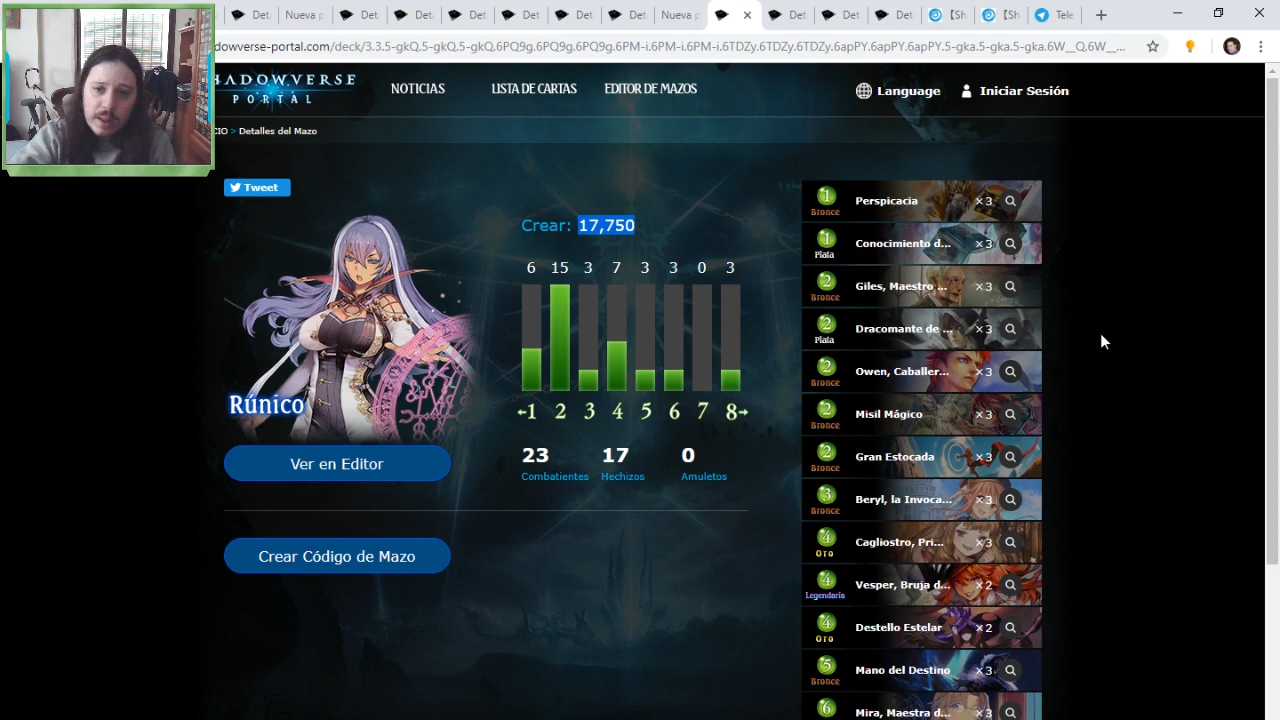 Det
Nueva p
Det
Det
Det
Det
Det
Det
Nueva p
Det
Det
Det
[Sh
[Sh
Tele
dowverse-portal.com/deck/3.3.5-gkQ.5-gkQ.5-gkQ.6PQ9g.6PQ9g.6PQ9g.6PM-i.6PM-i.6PM-i.6TDZy.6TDZy.6TDZy.6apPY.6apPY.6apPY.5-gka.5-gka.5-gka.6W__Q.6W__...
HADOWVERSE
PORTAL
NOTICIAS
LISTA DE CARTAS
EDITOR DE MAZOS
Language
Iniciar Sesión
CIO > Detalles del Mazo
Tweet
Rúnico
Ver en Editor
Crear Código de Mazo
Crear: 17,750
6 15 3 7 3 3 0 3
1 2 3 4 5 6 7 8
23 17 0
Combatientes Hechizos Amuletos
1 Bronce Perspicacia ×3
1 Plata Conocimiento d... ×3
2 Bronce Giles, Maestro ... ×3
2 Plata Dracomante de ... ×3
2 Bronce Owen, Caballer... ×3
2 Bronce Misil Mágico ×3
2 Bronce Gran Estocada ×3
3 Bronce Beryl, la Invoca... ×3
4 Oro Cagliostro, Pri... ×3
4 Legendaria Vesper, Bruja d... ×2
4 Oro Destello Estelar ×2
5 Bronce Mano del Destino ×3
6 Mira, Maestra d... ×3